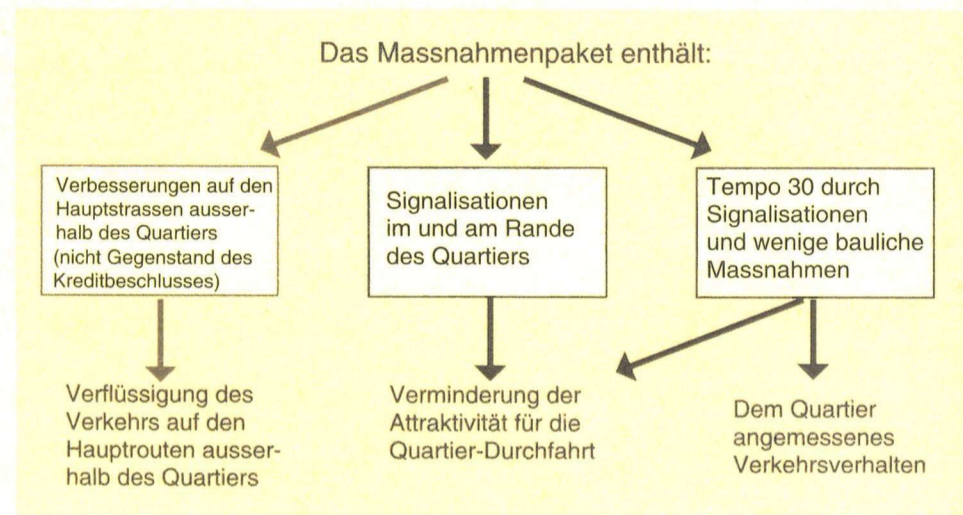 Das Massnahmenpaket enthält:
Verbesserungen auf den
Hauptstrassen ausser-
halb des Quartiers
(nicht Gegenstand des
Kreditbeschlusses)
Signalisationen
im und am Rande
des Quartiers
Tempo 30 durch
Signalisationen
und wenige bauliche
Massnahmen
Verflüssigung des
Verkehrs auf den
Hauptrouten ausser-
halb des Quartiers
Verminderung der
Attraktivität für die
Quartier-Durchfahrt
Dem Quartier
angemessenes
Verkehrsverhalten